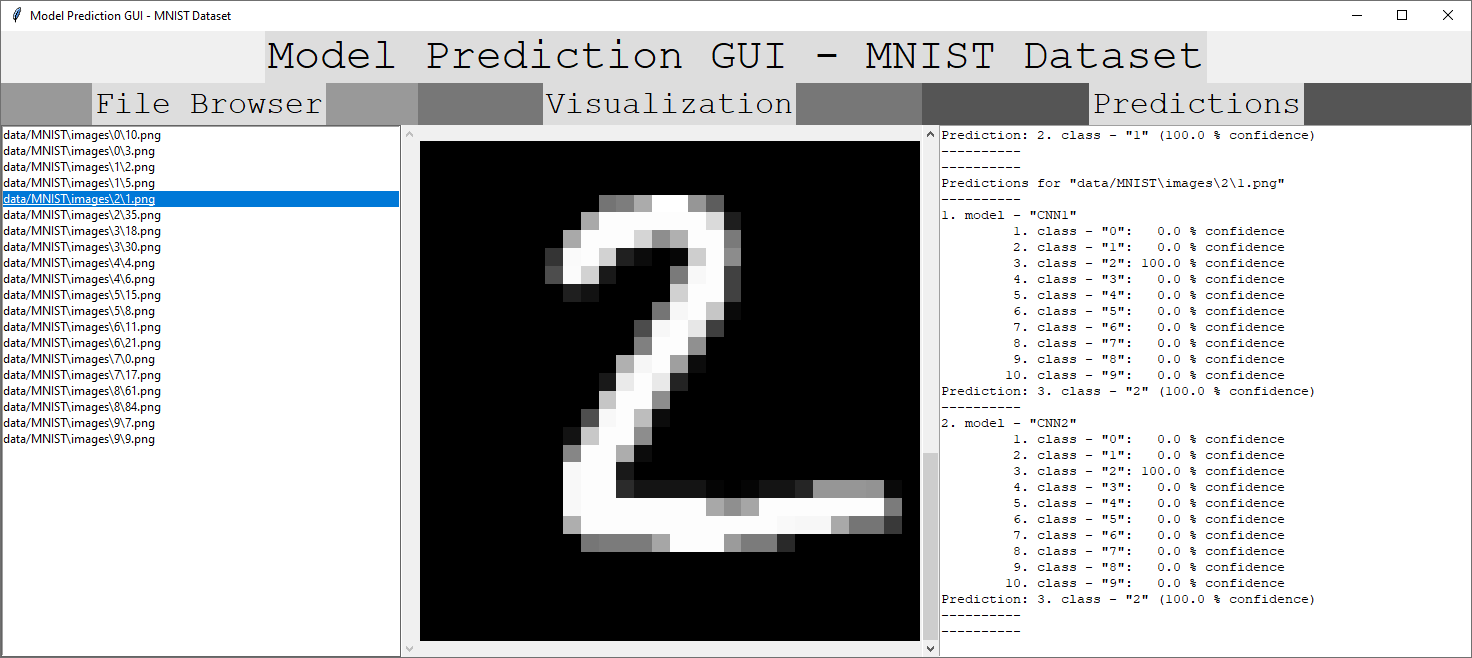 Model Prediction GUI - MNIST Dataset
Model Prediction GUI - MNIST Dataset
File Browser
Visualization
Predictions
data/MNIST\images\0\10.png
data/MNIST\images\0\3.png
data/MNIST\images\1\2.png
data/MNIST\images\1\5.png
data/MNIST\images\2\1.png
data/MNIST\images\2\35.png
data/MNIST\images\3\18.png
data/MNIST\images\3\30.png
data/MNIST\images\4\4.png
data/MNIST\images\4\6.png
data/MNIST\images\5\15.png
data/MNIST\images\5\8.png
data/MNIST\images\6\11.png
data/MNIST\images\6\21.png
data/MNIST\images\7\0.png
data/MNIST\images\7\17.png
data/MNIST\images\8\61.png
data/MNIST\images\8\84.png
data/MNIST\images\9\7.png
data/MNIST\images\9\9.png
2
Prediction: 2. class - "1" (100.0 % confidence)
----------
----------
Predictions for "data/MNIST\images\2\1.png"
----------
1. model - "CNN1"
1. class - "0": 0.0 % confidence
2. class - "1": 0.0 % confidence
3. class - "2": 100.0 % confidence
4. class - "3": 0.0 % confidence
5. class - "4": 0.0 % confidence
6. class - "5": 0.0 % confidence
7. class - "6": 0.0 % confidence
8. class - "7": 0.0 % confidence
9. class - "8": 0.0 % confidence
10. class - "9": 0.0 % confidence
Prediction: 3. class - "2" (100.0 % confidence)
----------
2. model - "CNN2"
1. class - "0": 0.0 % confidence
2. class - "1": 0.0 % confidence
3. class - "2": 100.0 % confidence
4. class - "3": 0.0 % confidence
5. class - "4": 0.0 % confidence
6. class - "5": 0.0 % confidence
7. class - "6": 0.0 % confidence
8. class - "7": 0.0 % confidence
9. class - "8": 0.0 % confidence
10. class - "9": 0.0 % confidence
Prediction: 3. class - "2" (100.0 % confidence)
----------
----------